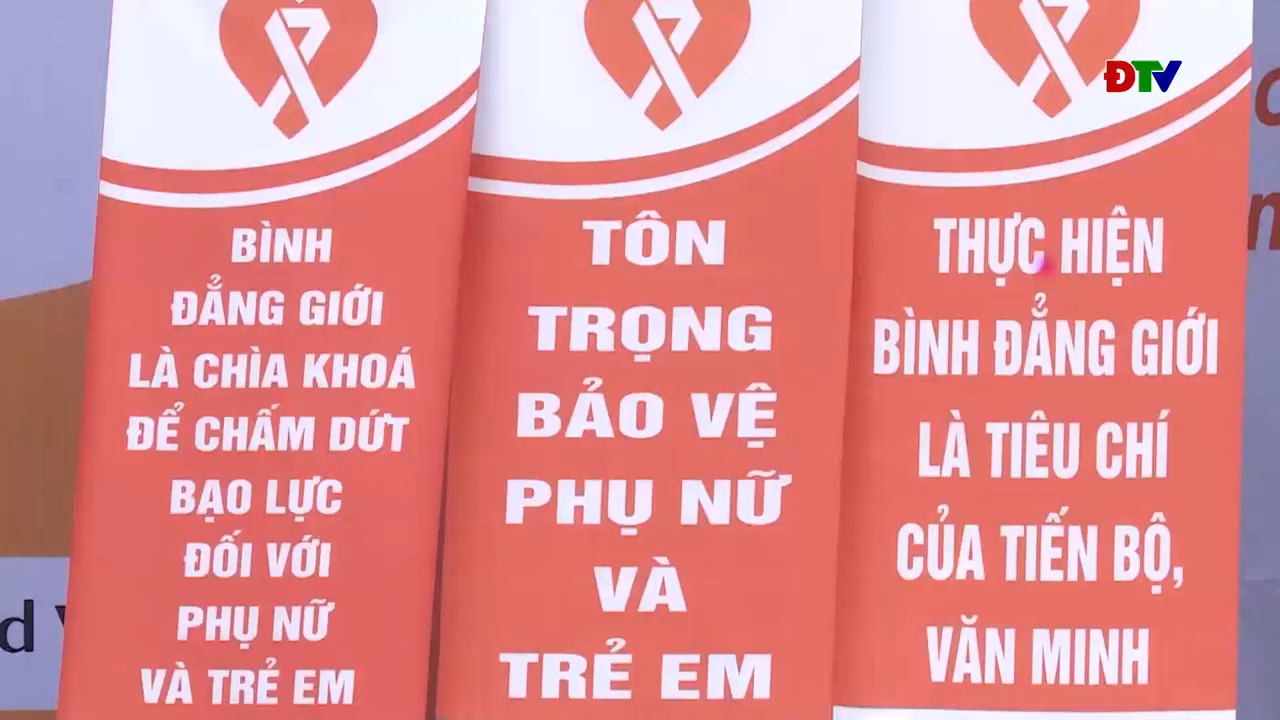 BÌNH
ĐẲNG GIỚI
LÀ CHÌA KHOÁ
ĐỂ CHẤM DỨT
BẠO LỰC
ĐỐI VỚI
PHỤ NỮ
VÀ TRẺ EM
TÔN
TRỌNG
BẢO VỆ
PHỤ NỮ
VÀ
TRẺ EM
THỰC HIỆN
BÌNH ĐẲNG GIỚI
LÀ TIÊU CHÍ
CỦA TIẾN BỘ,
VĂN MINH
ĐTV